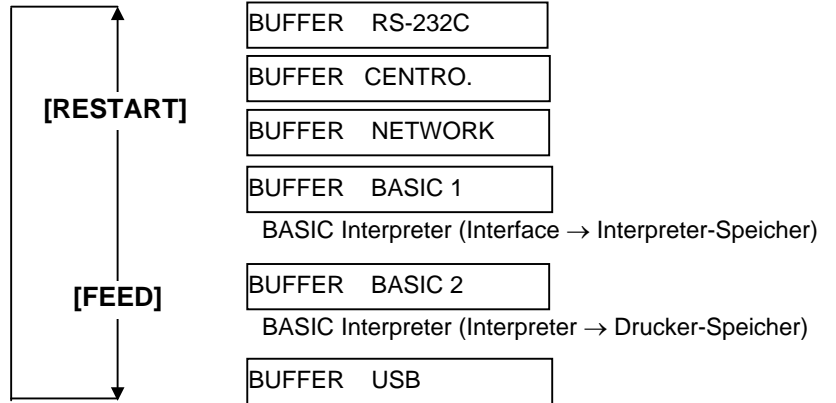 BUFFER RS-232C
BUFFER CENTRO.
[RESTART]
BUFFER NETWORK
BUFFER BASIC 1
BASIC Interpreter (Interface → Interpreter-Speicher)
[FEED]
BUFFER BASIC 2
BASIC Interpreter (Interpreter → Drucker-Speicher)
BUFFER USB